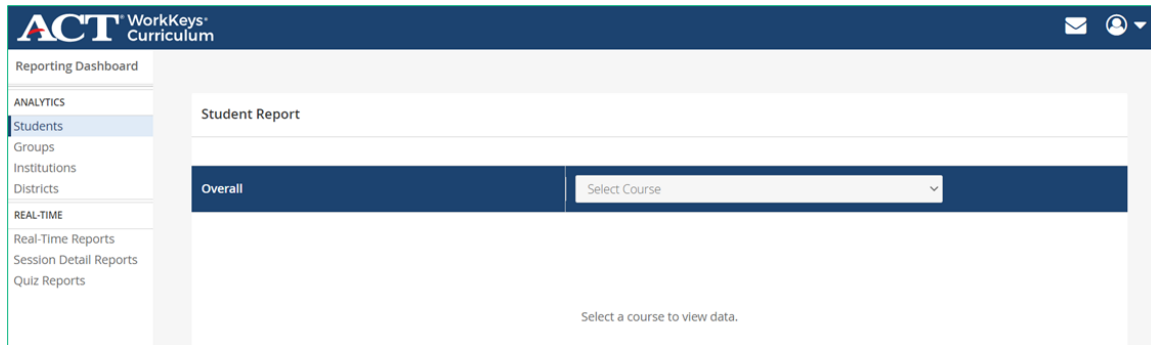 ACT® WorkKeys®
Curriculum
Reporting Dashboard
ANALYTICS
Students
Groups
Institutions
Districts
REAL-TIME
Real-Time Reports
Session Detail Reports
Quiz Reports
Student Report
Overall
Select Course
Select a course to view data.